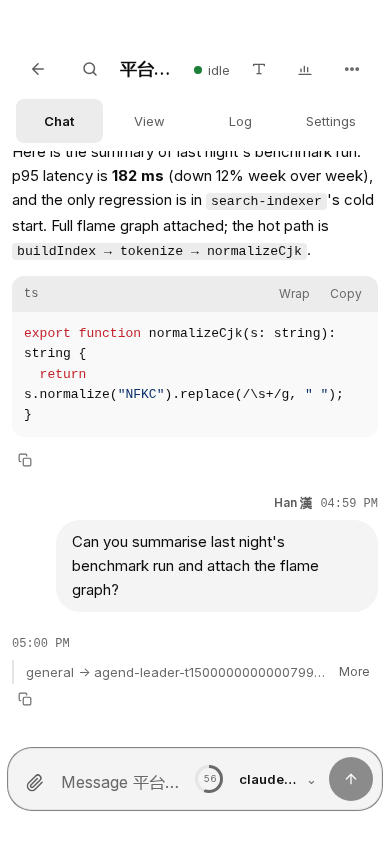 平台...
idle
Chat
View
Log
Settings
Here is the summary of last night's benchmark run.
p95 latency is 182 ms (down 12% week over week),
and the only regression is in search-indexer's cold
start. Full flame graph attached; the hot path is
buildIndex → tokenize → normalizeCjk.
ts
Wrap
Copy
export function normalizeCjk(s: string):
string {
return
s.normalize("NFKC").replace(/\s+/g, " ");
}
Han 漢 04:59 PM
Can you summarise last night's
benchmark run and attach the flame
graph?
05:00 PM
general → agend-leader-t1500000000000799...
More
Message 平台...
56
claude...